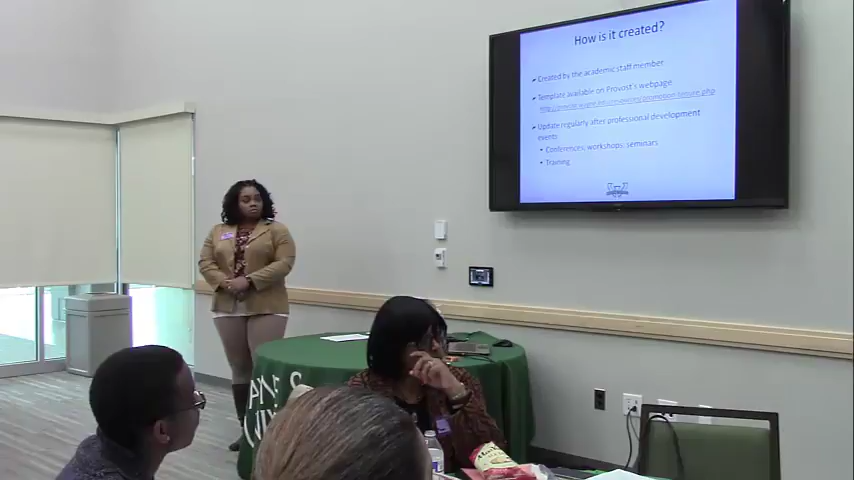 How is it created?
Created by the academic staff member
Template available on Provost's webpage
Update regularly after professional development
events
Conferences, workshops, seminars
Training